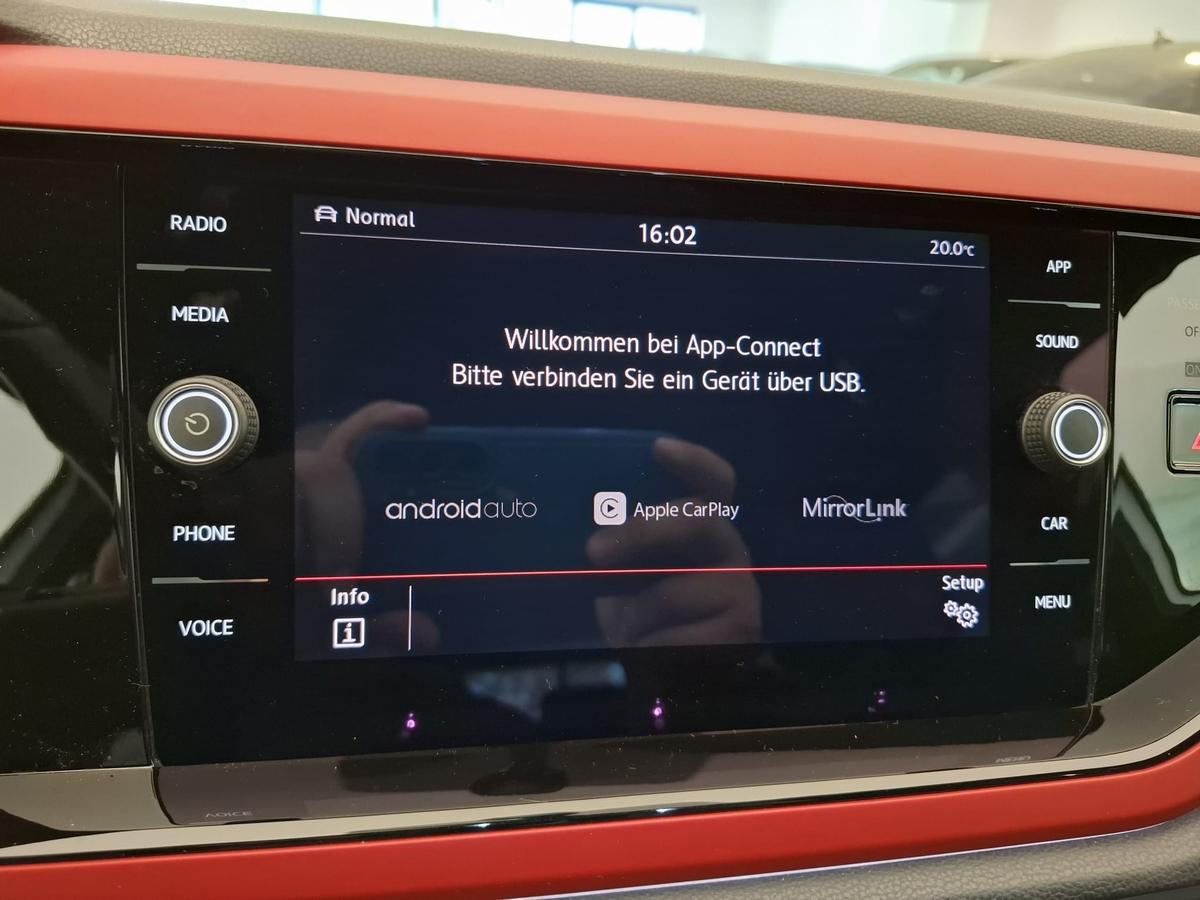 RADIO
MEDIA
PHONE
VOICE
Normal
16:02
20.0°C
Willkommen bei App-Connect
Bitte verbinden Sie ein Gerät über USB.
androidauto
Apple CarPlay
MirrorLink
Info
Setup
APP
SOUND
CAR
MENU